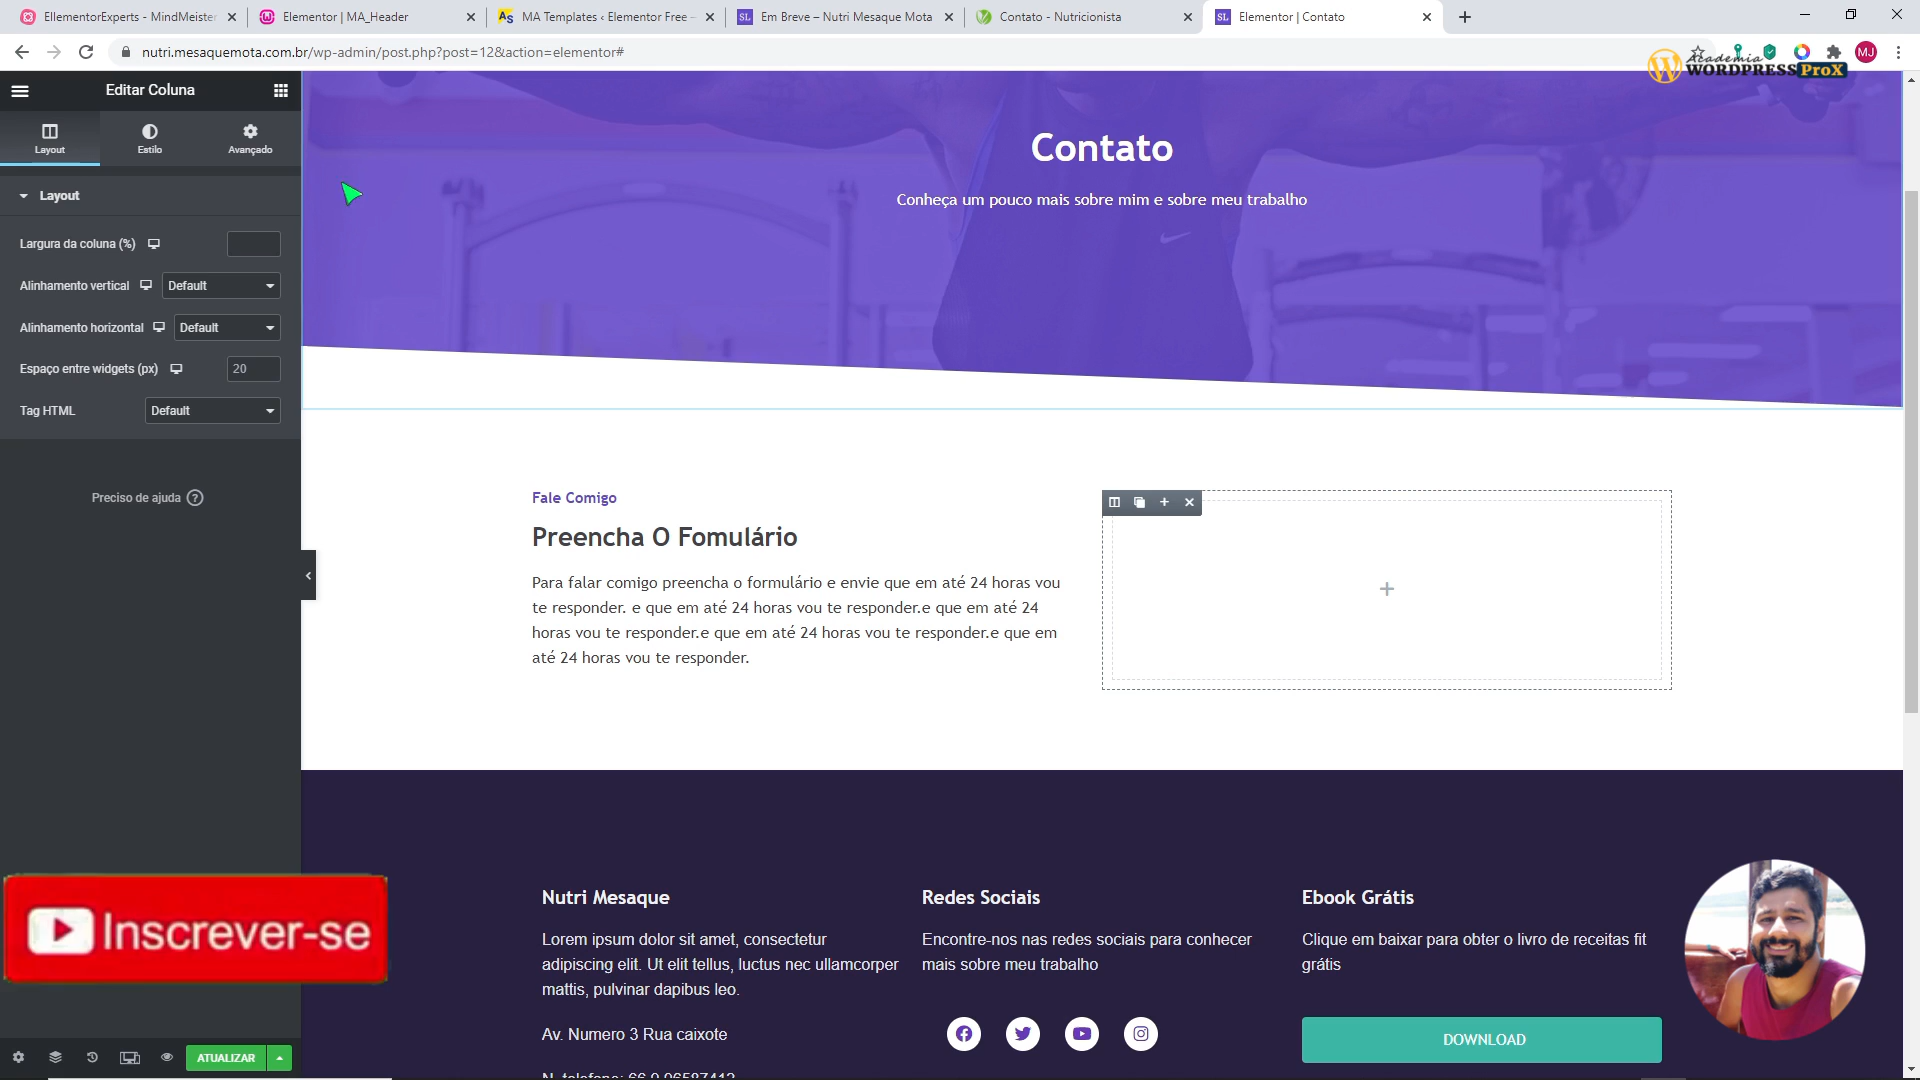 EllementorExperts - MindMeister
Elementor | MA_Header
MA Templates ‹ Elementor Free –
Em Breve – Nutri Mesaque Mota
Contato - Nutricionista
Elementor | Contato
nutri.mesaquemota.com.br/wp-admin/post.php?post=12&action=elementor#
MJ
Academia
WORDPRESS ProX
Editar Coluna
Layout
Estilo
Avançado
Layout
Largura da coluna (%)
Alinhamento vertical
Default
Alinhamento horizontal
Default
Espaço entre widgets (px)
20
Tag HTML
Default
Preciso de ajuda
Inscrever-se
ATUALIZAR
Contato
Conheça um pouco mais sobre mim e sobre meu trabalho
Fale Comigo
Preencha O Fomulário
Para falar comigo preencha o formulário e envie que em até 24 horas vou
te responder. e que em até 24 horas vou te responder.e que em até 24
horas vou te responder.e que em até 24 horas vou te responder.e que em
até 24 horas vou te responder.
Nutri Mesaque
Lorem ipsum dolor sit amet, consectetur
adipiscing elit. Ut elit tellus, luctus nec ullamcorper
mattis, pulvinar dapibus leo.
Av. Numero 3 Rua caixote
Redes Sociais
Encontre-nos nas redes sociais para conhecer
mais sobre meu trabalho
Ebook Grátis
Clique em baixar para obter o livro de receitas fit
grátis
DOWNLOAD